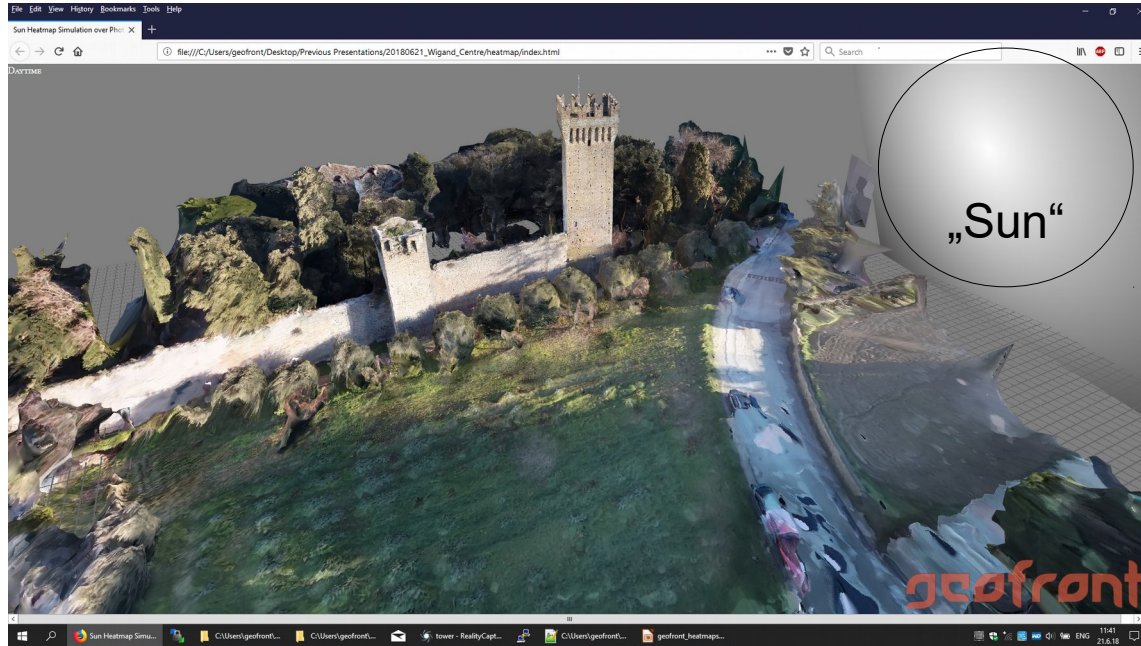 File Edit View History Bookmarks Tools Help
Sun Heatmap Simulation over Phot
file:///C:/Users/geofront/Desktop/Previous Presentations/20180621_Wigand_Centre/heatmap/index.html
Search
ABP
DAYTIME
„Sun“
geofront
Sun Heatmap Simu...
C:\Users\geofront\...
C:\Users\geofront\...
tower - RealityCapt...
C:\Users\geofront\...
geofront_heatmaps...
ENG
11:41
21.6.18